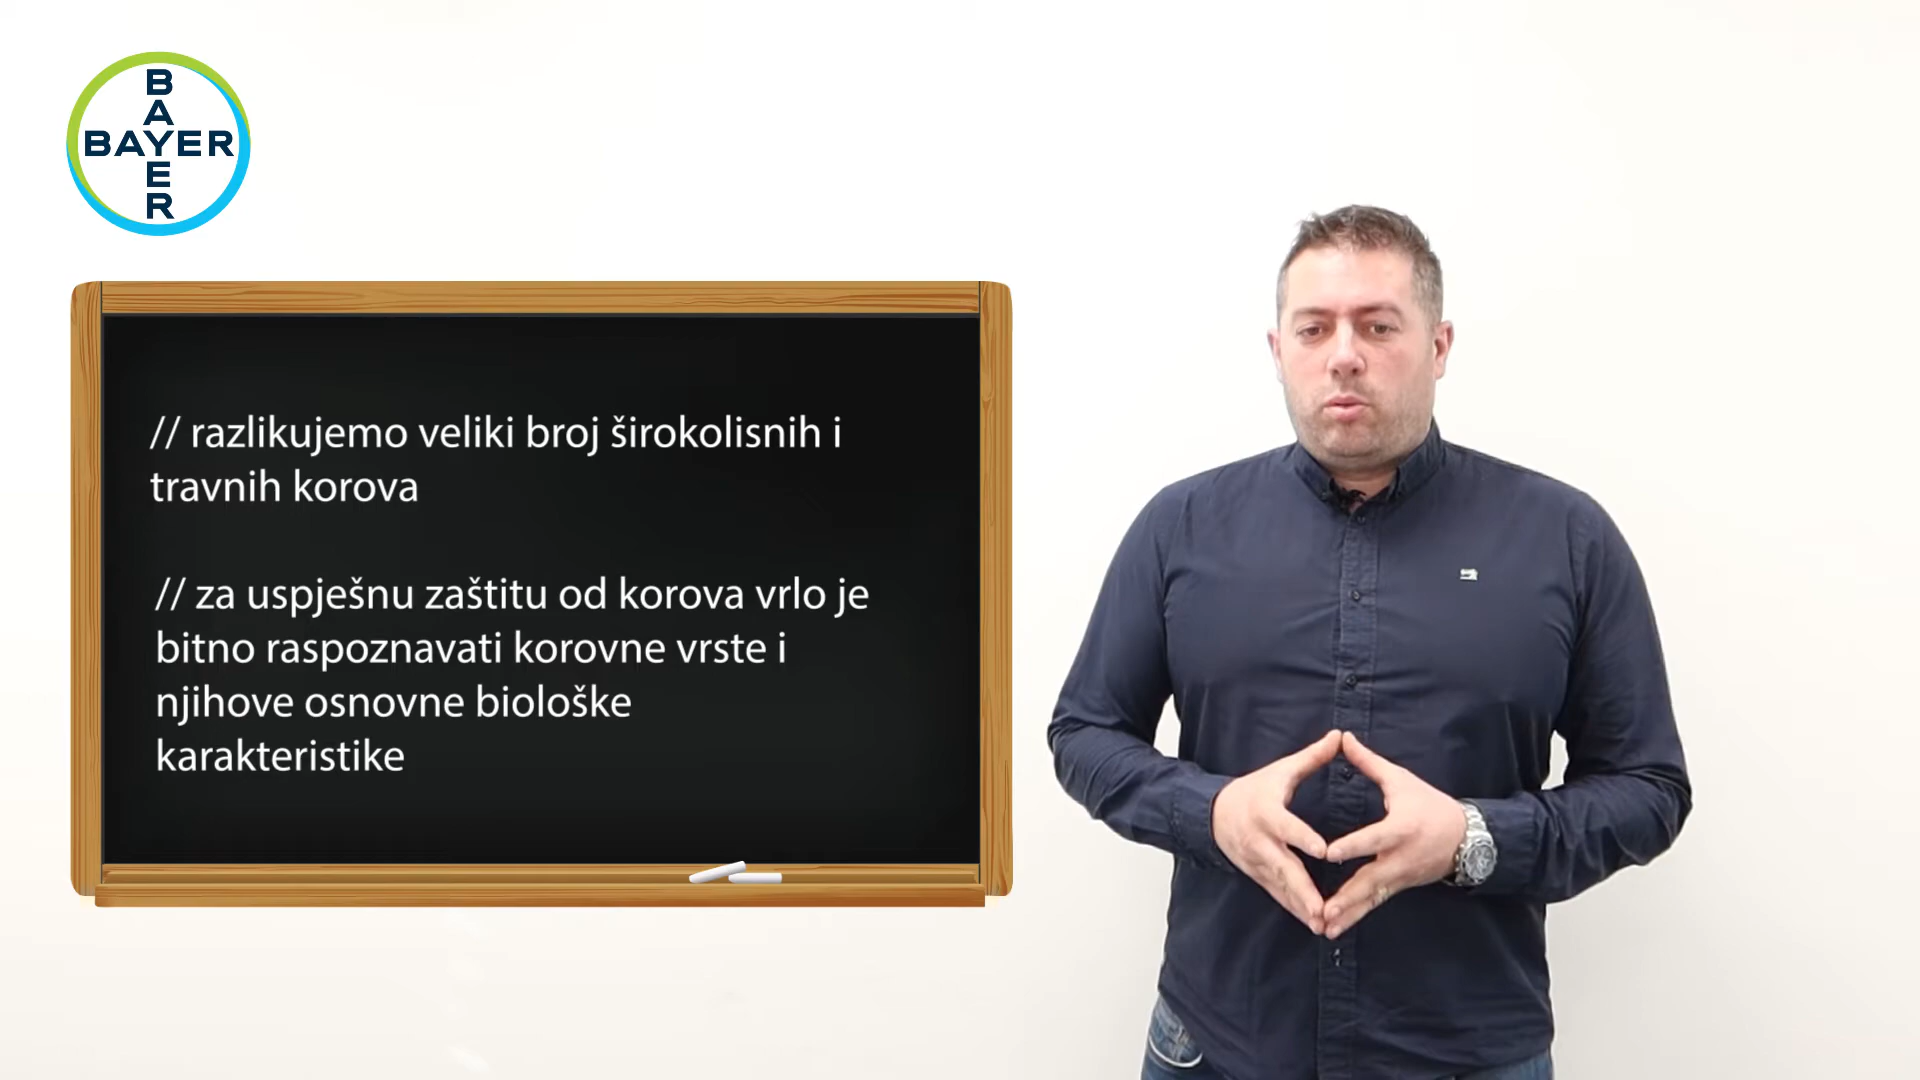 BAYER
BAYER
// razlikujemo veliki broj širokolisnih i
travnih korova
// za uspješnu zaštitu od korova vrlo je
bitno raspoznavati korovne vrste i
njihove osnovne biološke
karakteristike